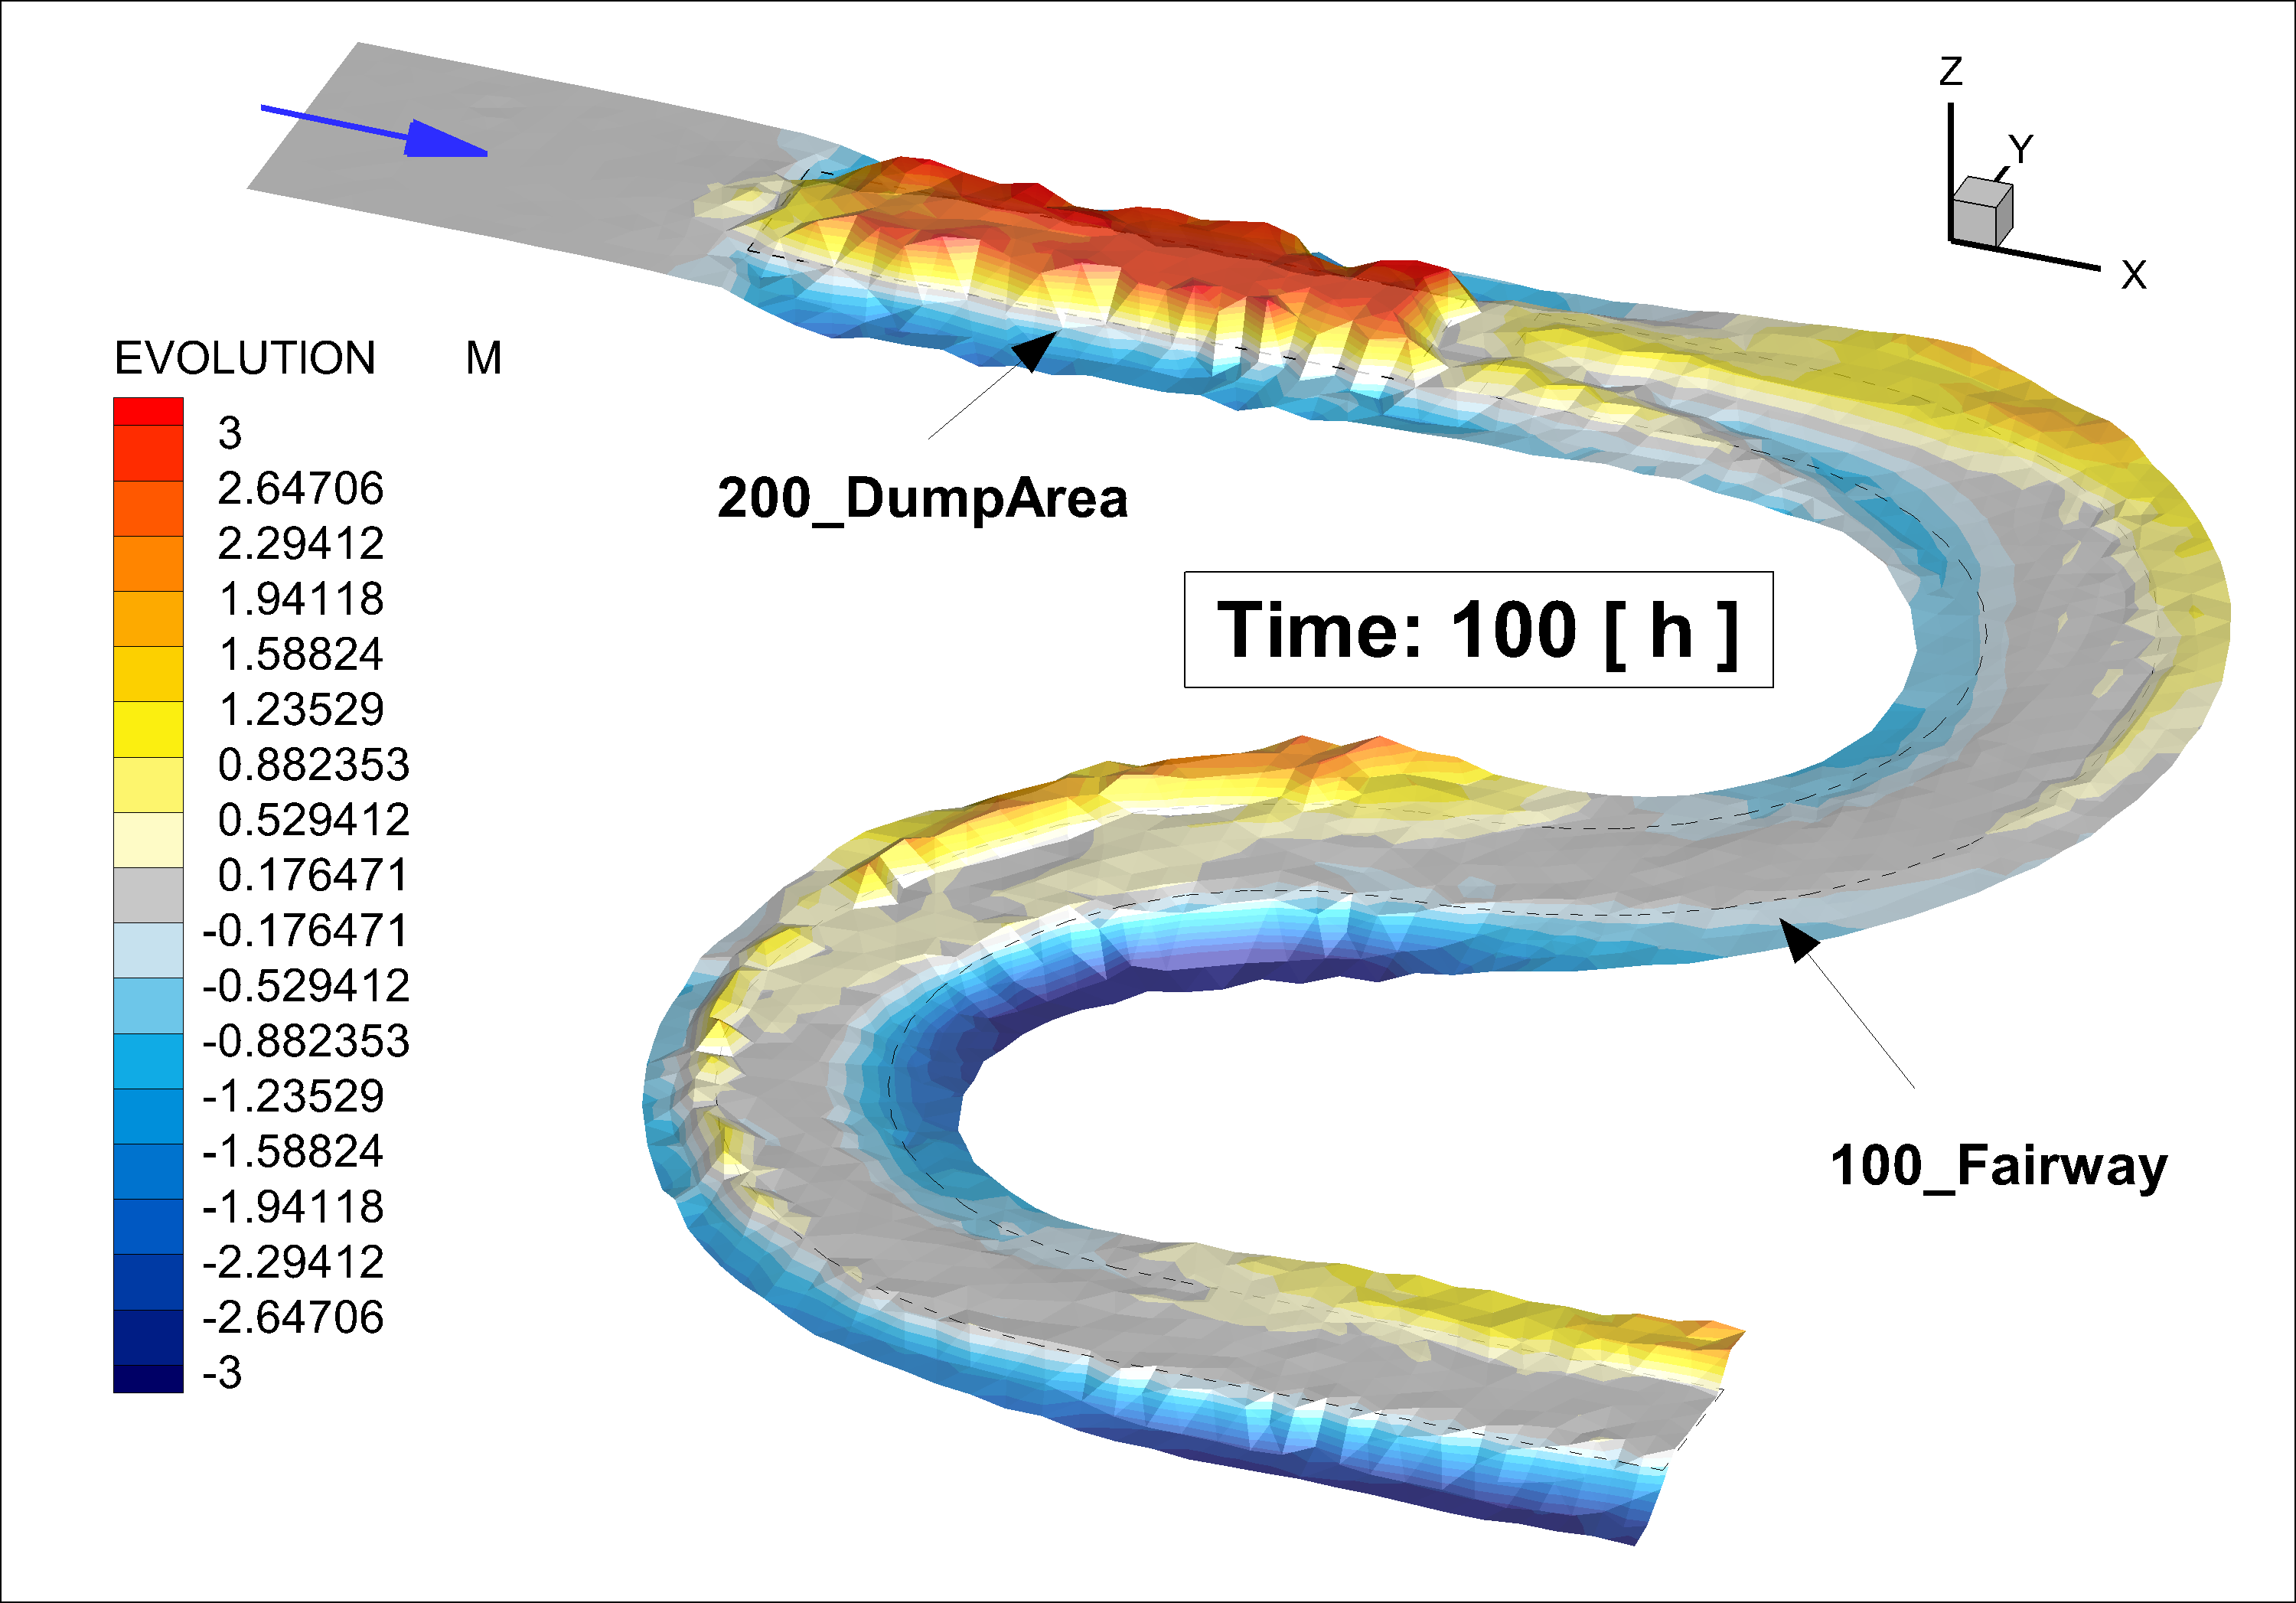 Z
Y
X
EVOLUTION M
3
2.64706
2.29412
1.94118
1.58824
1.23529
0.882353
0.529412
0.176471
-0.176471
-0.529412
-0.882353
-1.23529
-1.58824
-1.94118
-2.29412
-2.64706
-3
200_DumpArea
Time: 100 [ h ]
100_Fairway